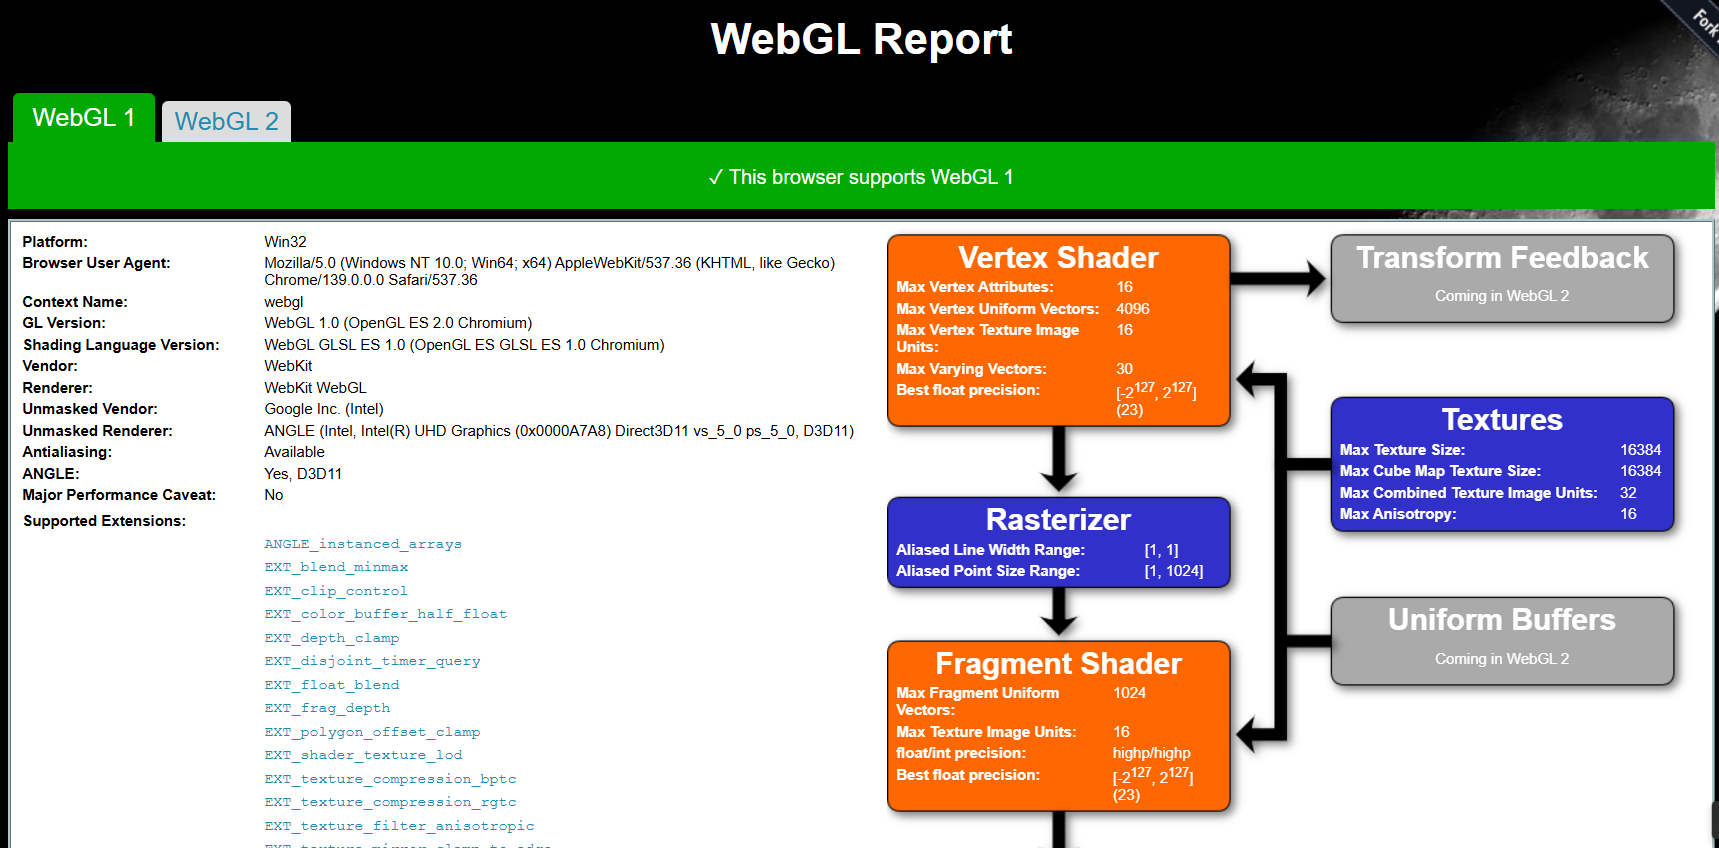 WebGL Report
Fork
WebGL 1
WebGL 2
✓ This browser supports WebGL 1
Platform: Win32
Browser User Agent: Mozilla/5.0 (Windows NT 10.0; Win64; x64) AppleWebKit/537.36 (KHTML, like Gecko)
Chrome/139.0.0.0 Safari/537.36
Context Name: webgl
GL Version: WebGL 1.0 (OpenGL ES 2.0 Chromium)
Shading Language Version: WebGL GLSL ES 1.0 (OpenGL ES GLSL ES 1.0 Chromium)
Vendor: WebKit
Renderer: WebKit WebGL
Unmasked Vendor: Google Inc. (Intel)
Unmasked Renderer: ANGLE (Intel, Intel(R) UHD Graphics (0x0000A7A8) Direct3D11 vs_5_0 ps_5_0, D3D11)
Antialiasing: Available
ANGLE: Yes, D3D11
Major Performance Caveat: No
Supported Extensions:
ANGLE_instanced_arrays
EXT_blend_minmax
EXT_clip_control
EXT_color_buffer_half_float
EXT_depth_clamp
EXT_disjoint_timer_query
EXT_float_blend
EXT_frag_depth
EXT_polygon_offset_clamp
EXT_shader_texture_lod
EXT_texture_compression_bptc
EXT_texture_compression_rgtc
EXT_texture_filter_anisotropic
Vertex Shader
Max Vertex Attributes: 16
Max Vertex Uniform Vectors: 4096
Max Vertex Texture Image 16
Units:
Max Varying Vectors: 30
Best float precision: [-2^127, 2^127]
(23)
Transform Feedback
Coming in WebGL 2
Textures
Max Texture Size: 16384
Max Cube Map Texture Size: 16384
Max Combined Texture Image Units: 32
Max Anisotropy: 16
Rasterizer
Aliased Line Width Range: [1, 1]
Aliased Point Size Range: [1, 1024]
Uniform Buffers
Coming in WebGL 2
Fragment Shader
Max Fragment Uniform 1024
Vectors:
Max Texture Image Units: 16
float/int precision: highp/highp
Best float precision: [-2^127, 2^127]
(23)